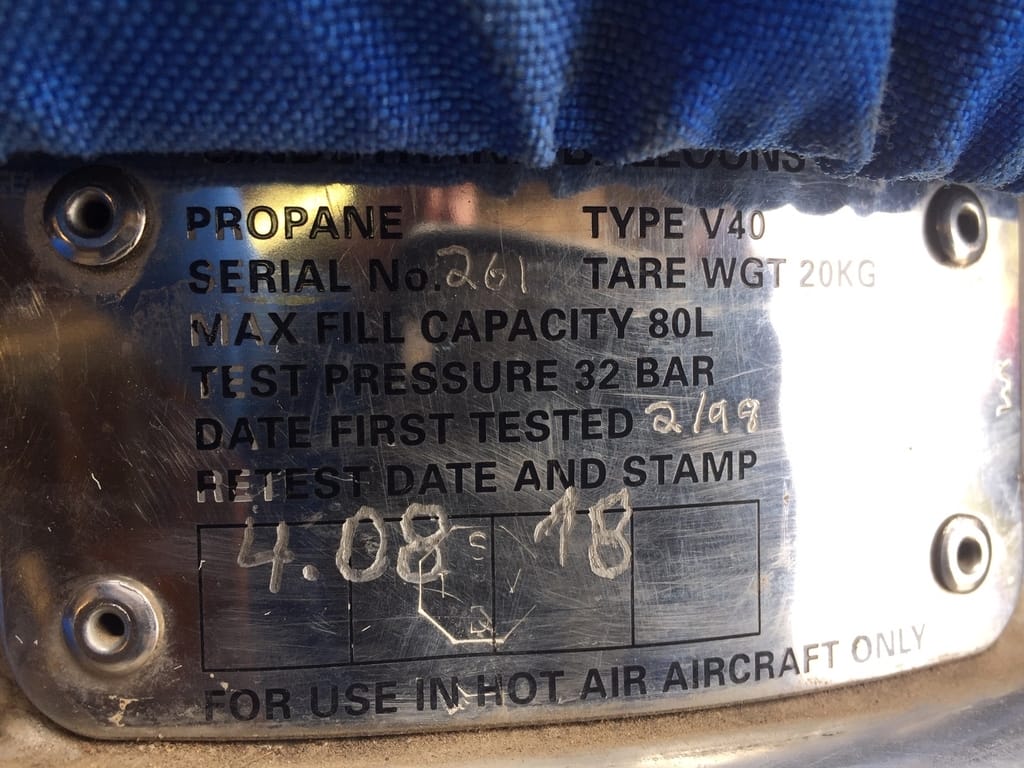 BALLOONS
PROPANE TYPE V40
SERIAL No. 261 TARE WGT 20KG
MAX FILL CAPACITY 80L
TEST PRESSURE 32 BAR
DATE FIRST TESTED 2/98
RETEST DATE AND STAMP
4.08 18
FOR USE IN HOT AIR AIRCRAFT ONLY